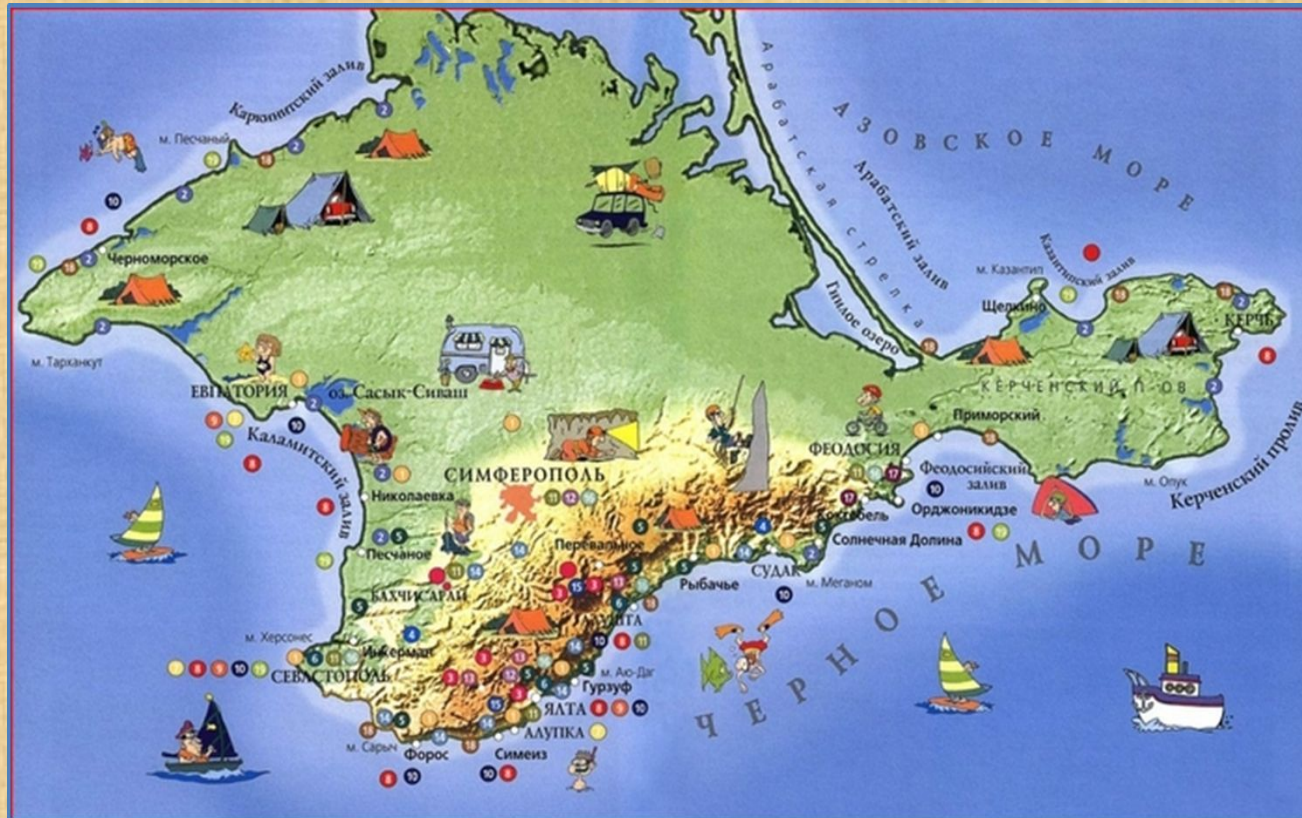 Каркинитский залив
м. Песчаный
Черноморское
м. Тарханкут
ЕВПАТОРИЯ
оз. Сасык-Сиваш
Каламитский залив
Николаевка
СИМФЕРОПОЛЬ
Песчаное
Перевальное
БАХЧИСАРАЙ
м. Херсонес
Инкерман
СЕВАСТОПОЛЬ
м. Сарыч
Форос
Симеиз
АЛУПКА
ЯЛТА
Гурзуф
м. Аю-Даг
АЛУШТА
Рыбачье
СУДАК
м. Меганом
Солнечная Долина
Коктебель
Орджоникидзе
Феодосийский
залив
ФЕОДОСИЯ
Приморский
КЕРЧЕНСКИЙ П-ОВ
м. Опук
Керченский пролив
КЕРЧЬ
Щелкино
м. Казантип
Казантипский залив
Гнилое озеро
Арабатская стрелка
Арабатский залив
АЗОВСКОЕ МОРЕ
ЧЕРНОЕ МОРЕ